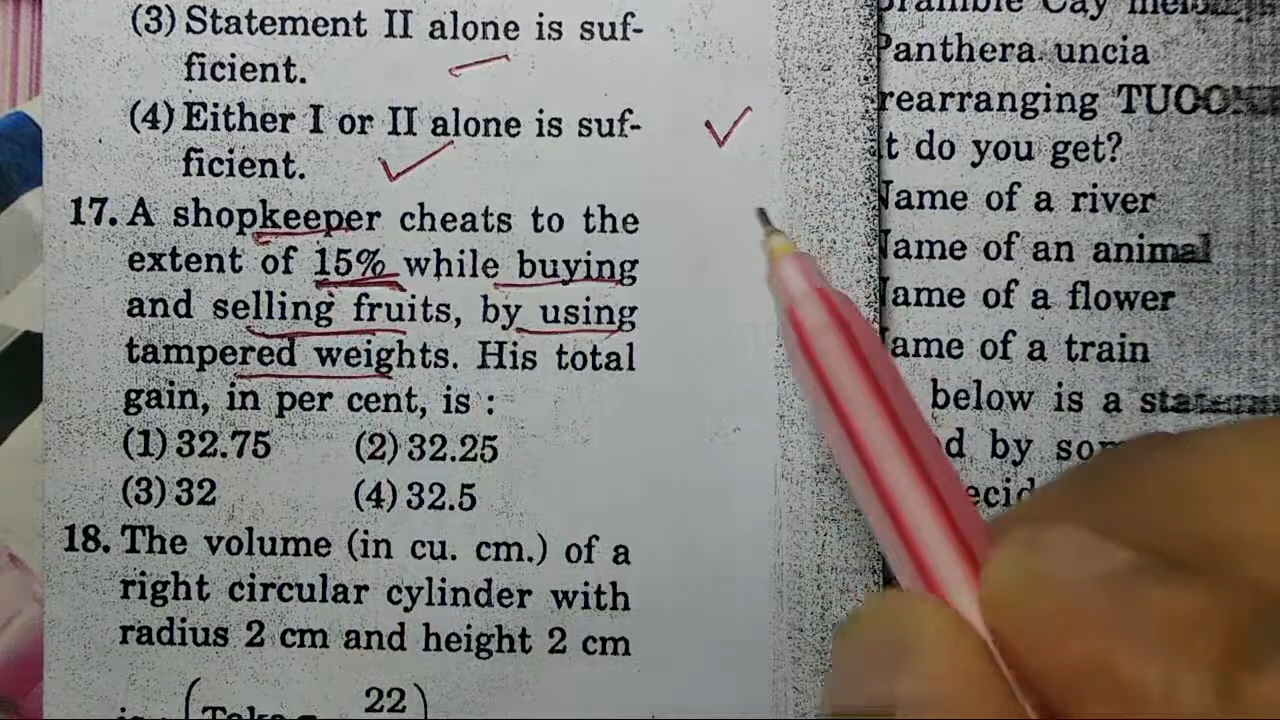 (3) Statement II alone is suf-
ficient.
(4) Either I or II alone is suf-
ficient.
17. A shopkeeper cheats to the
extent of 15% while buying
and selling fruits, by using
tampered weights. His total
gain, in per cent, is :
(1) 32.75 (2) 32.25
(3) 32 (4) 32.5
18. The volume (in cu. cm.) of a
right circular cylinder with
radius 2 cm and height 2 cm
22
Cay
Panthera uncia
rearranging
t do you get?
Name of a river
Name of an animal
Name of a flower
Name of a train
below is a
d by